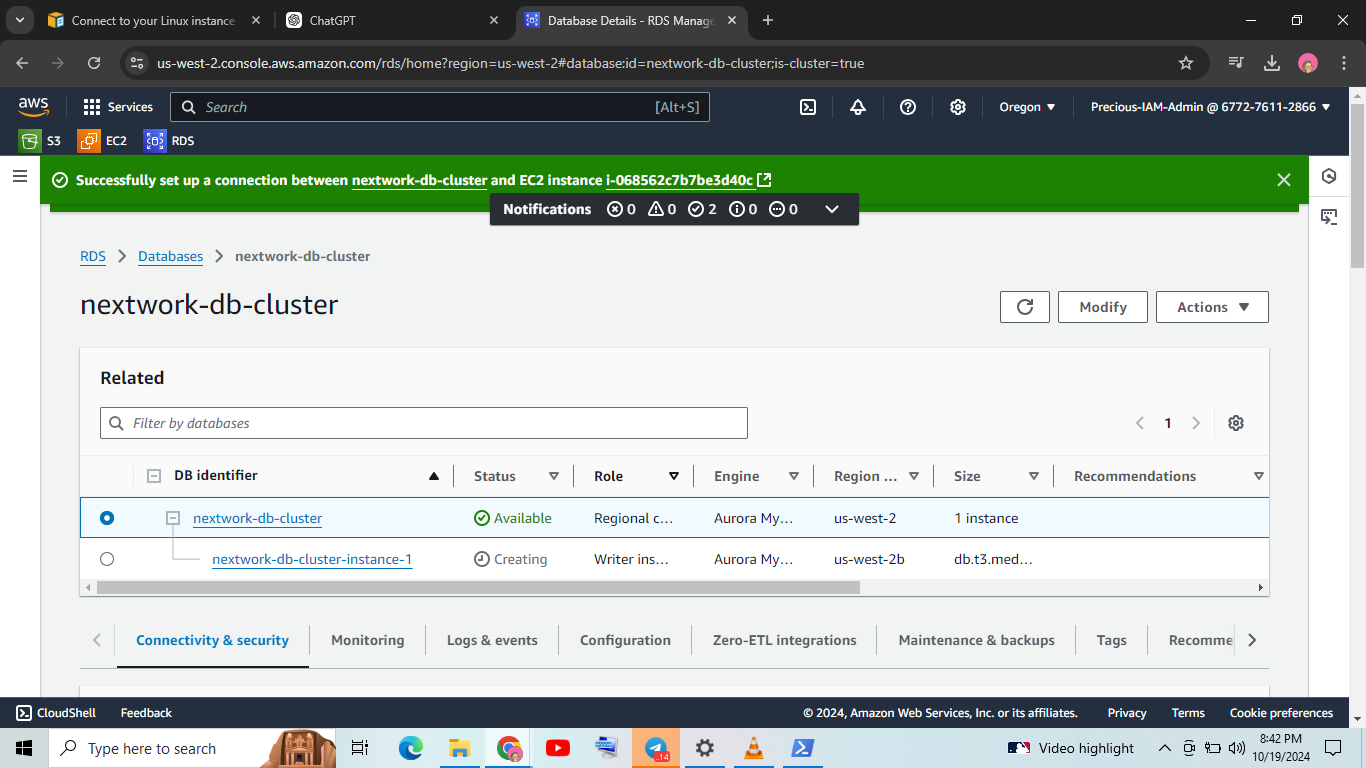 Connect to your Linux instance
ChatGPT
Database Details - RDS Manage
us-west-2.console.aws.amazon.com/rds/home?region=us-west-2#database:id=nextwork-db-cluster;is-cluster=true
aws
Services
Search
[Alt+S]
Oregon
Precious-IAM-Admin @ 6772-7611-2866
S3
EC2
RDS
Successfully set up a connection between nextwork-db-cluster and EC2 instance i-068562c7b7be3d40c
Notifications 0 0 2 0 0
RDS
Databases
nextwork-db-cluster
nextwork-db-cluster
Modify
Actions
Related
Filter by databases
1
DB identifier Status Role Engine Region ... Size Recommendations
nextwork-db-cluster Available Regional c... Aurora My... us-west-2 1 instance
nextwork-db-cluster-instance-1 Creating Writer ins... Aurora My... us-west-2b db.t3.med...
Connectivity & security
Monitoring
Logs & events
Configuration
Zero-ETL integrations
Maintenance & backups
Tags
Recomme
CloudShell
Feedback
© 2024, Amazon Web Services, Inc. or its affiliates.
Privacy
Terms
Cookie preferences
Type here to search
14
Video highlight
8:42 PM
10/19/2024